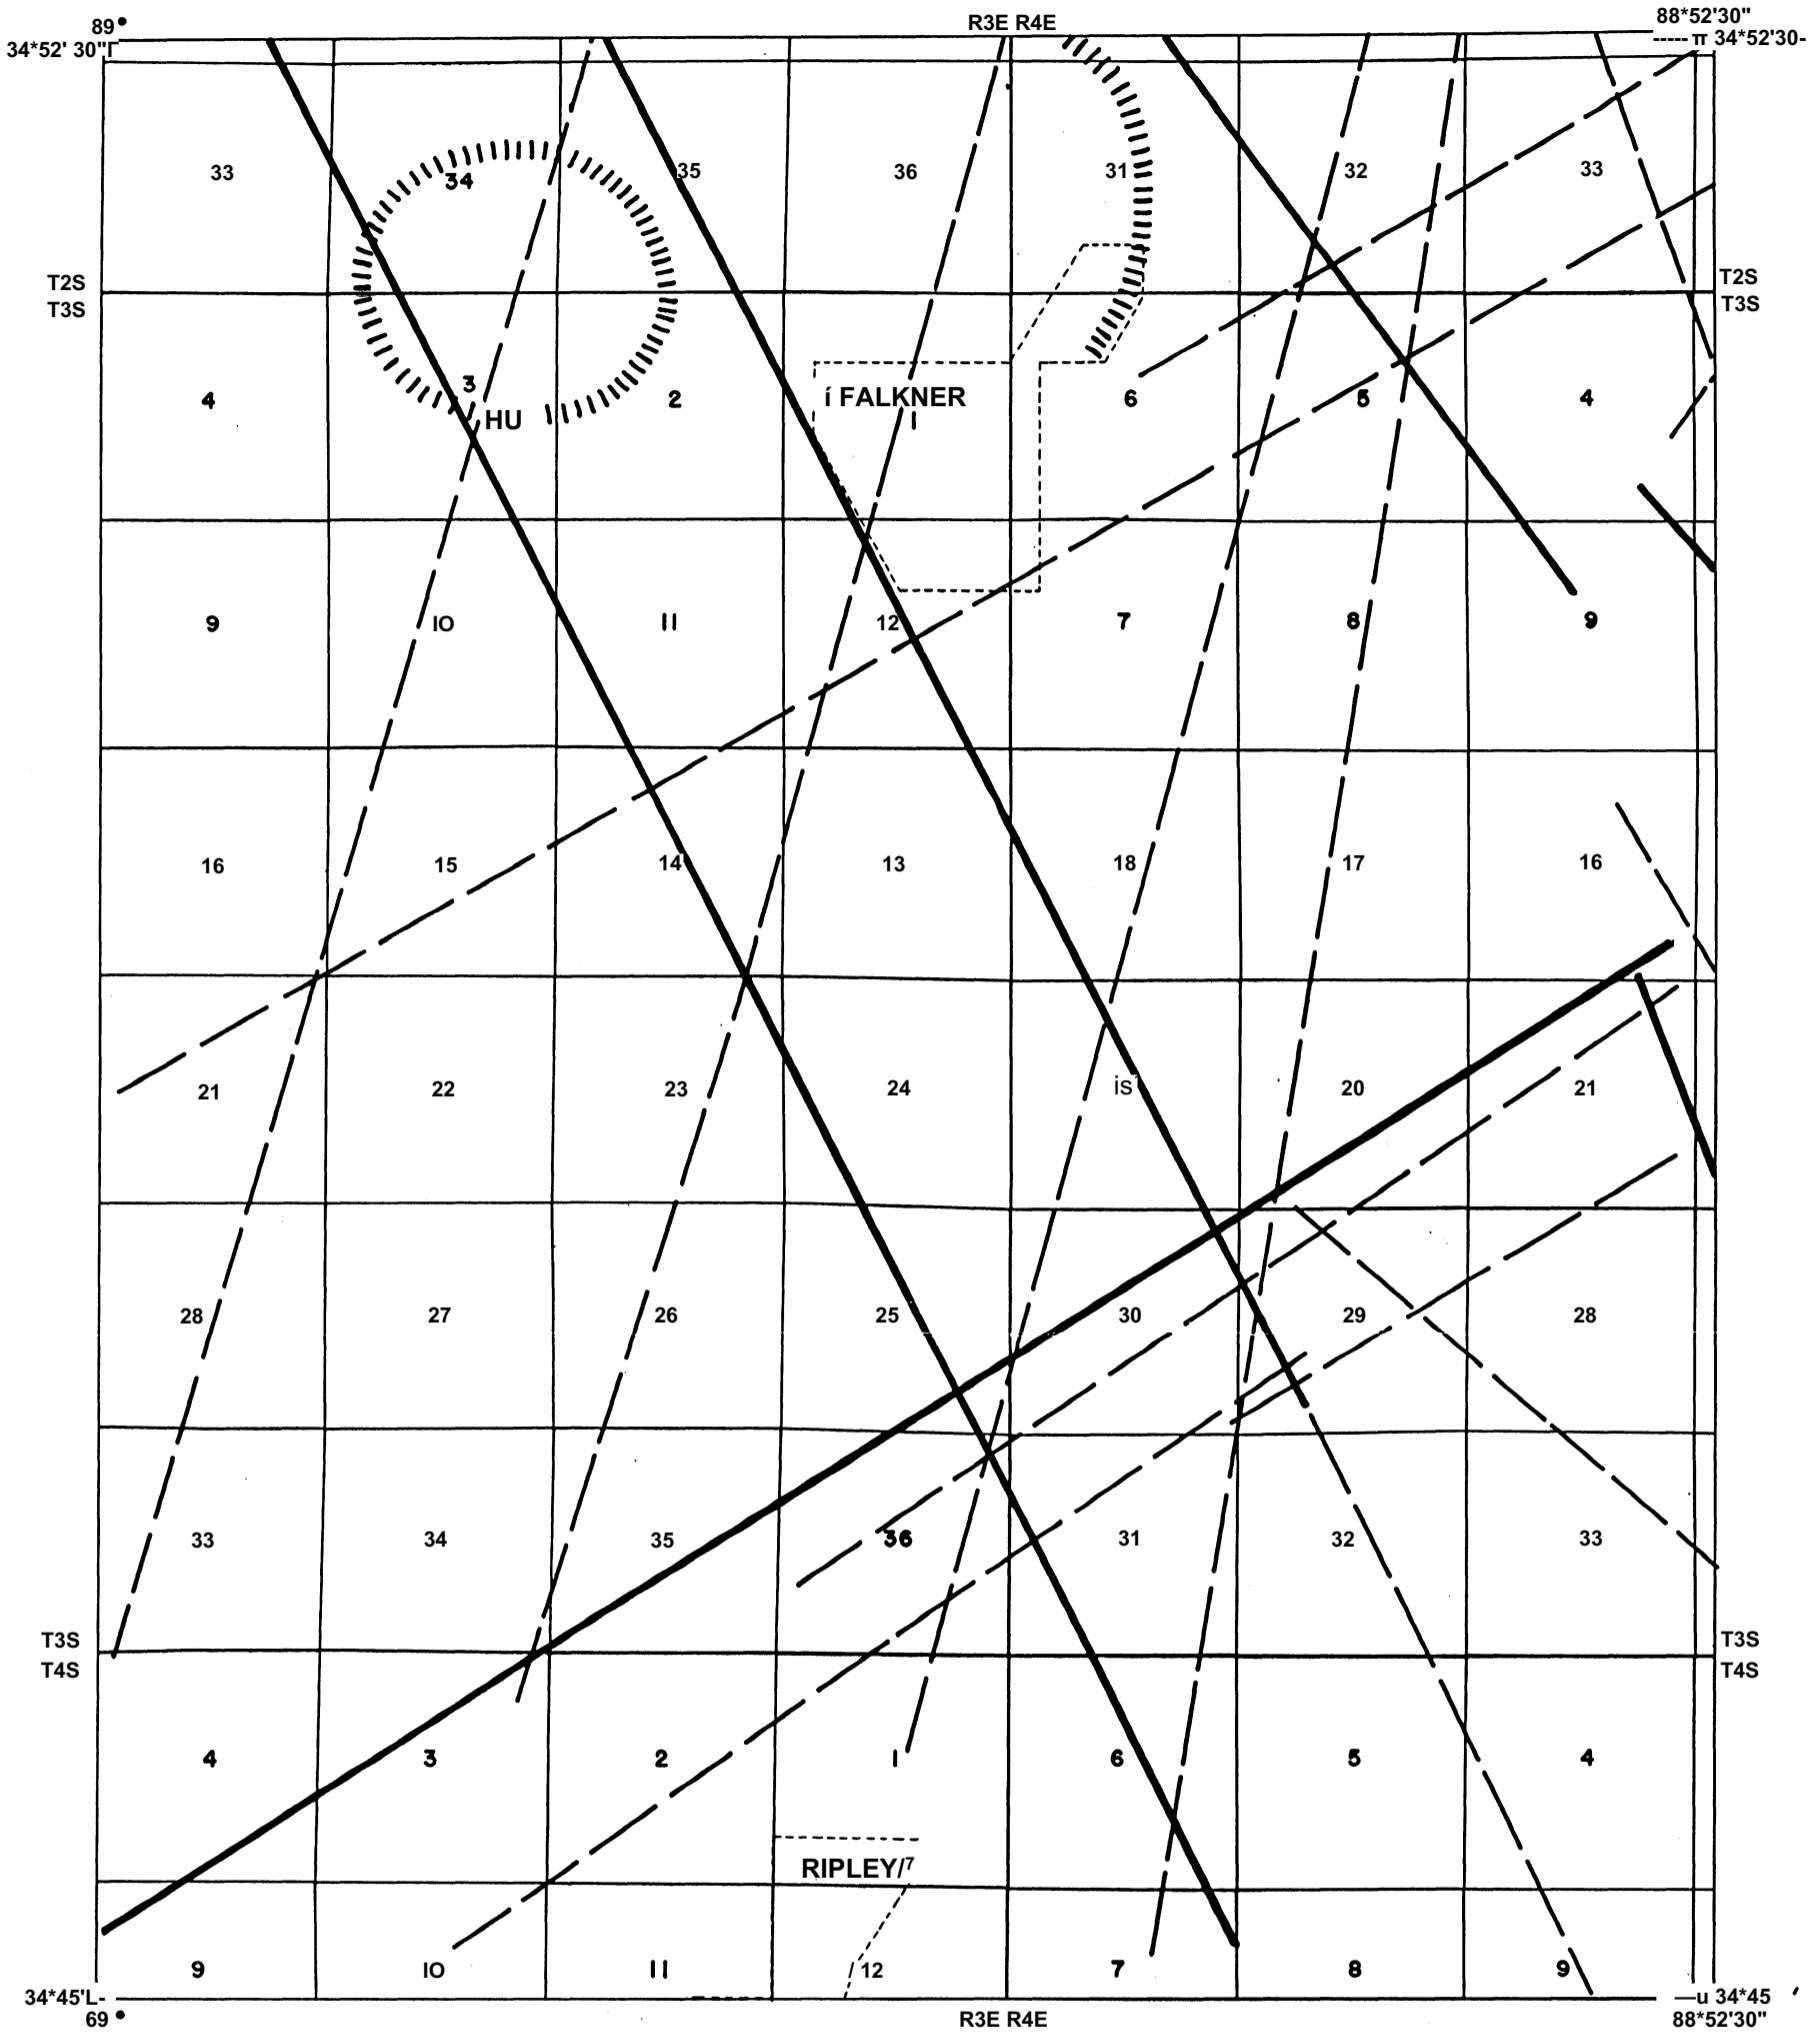 89° R3E R4E 88°52'30"
34*52' 30"Γ ----- π 34*52'30-
33 34 35 36 31 32 33
T2S T2S
T3S T3S
4 3 2 í FALKNER 6 5 4
HU I
9 IO II 12 7 8 9
16 15 14 13 18 17 16
21 22 23 24 is 20 21
28 27 26 25 30 29 28
33 34 35 36 31 32 33
T3S T3S
T4S T4S
4 3 2 I 6 5 4
RIPLEY/7
9 IO II / 12 7 8 9
34*45'L- —u 34*45
69° R3E R4E 88°52'30"